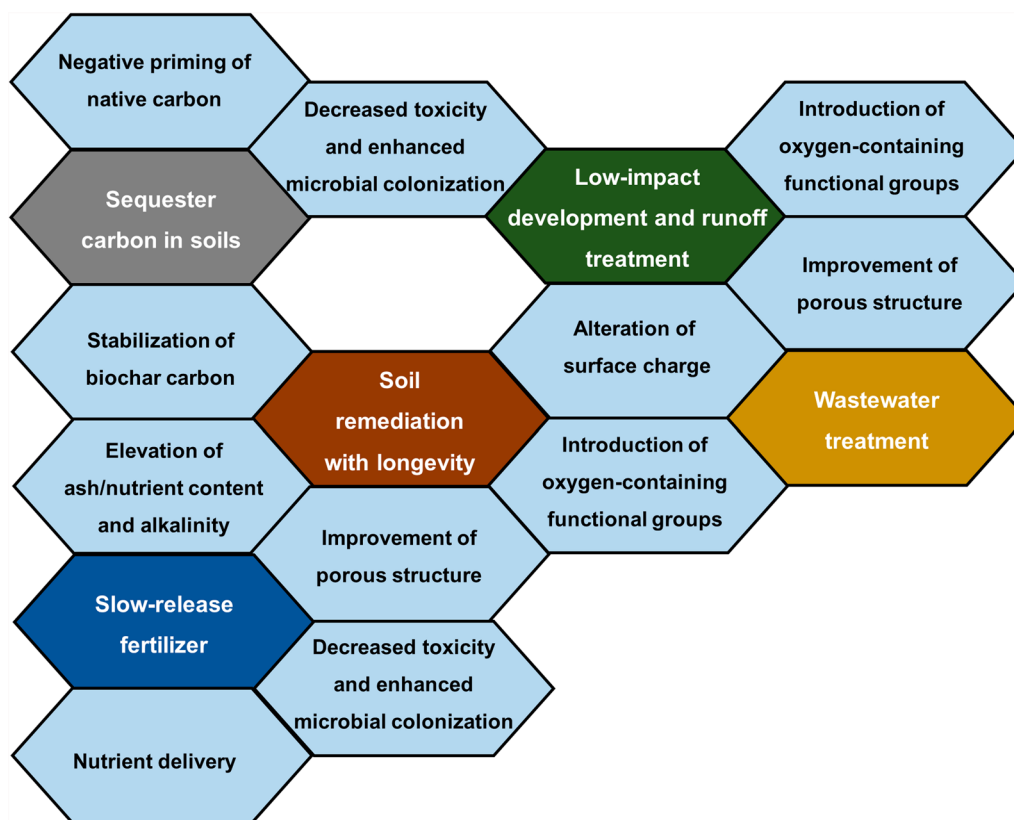 Negative priming of
native carbon
Decreased toxicity
and enhanced
microbial colonization
Introduction of
oxygen-containing
functional groups
Sequester
carbon in soils
Low-impact
development and runoff
treatment
Improvement of
porous structure
Stabilization of
biochar carbon
Alteration of
surface charge
Soil
remediation
with longevity
Wastewater
treatment
Elevation of
ash/nutrient content
and alkalinity
Introduction of
oxygen-containing
functional groups
Improvement of
porous structure
Slow-release
fertilizer
Decreased toxicity
and enhanced
microbial colonization
Nutrient delivery